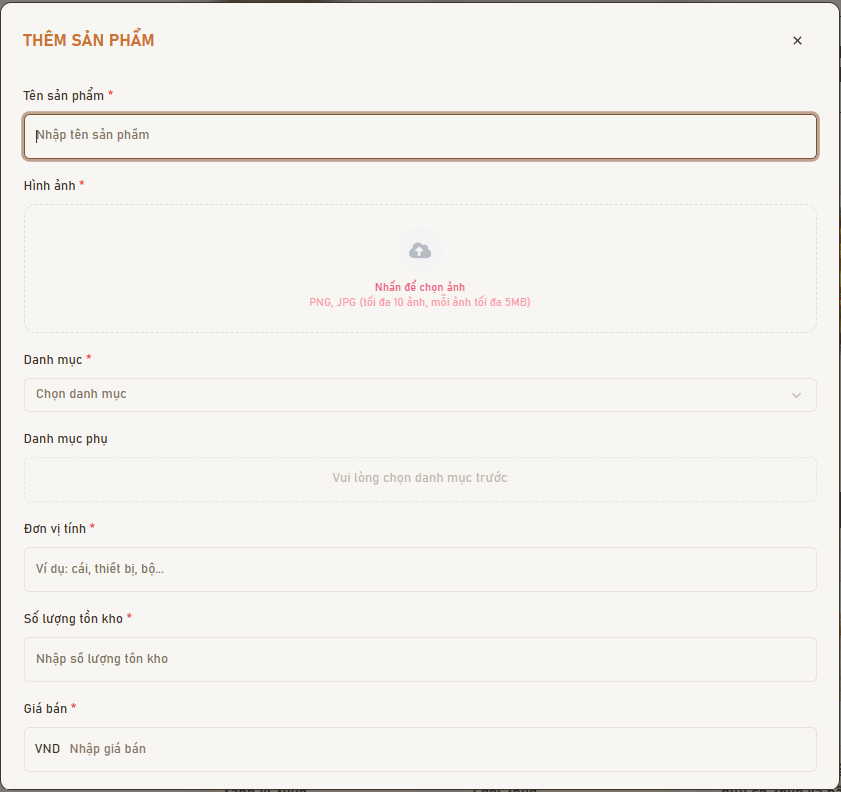 THÊM SẢN PHẨM
Tên sản phẩm *
Nhập tên sản phẩm
Hình ảnh *
Nhấn để chọn ảnh
PNG, JPG (tối đa 10 ảnh, mỗi ảnh tối đa 5MB)
Danh mục *
Chọn danh mục
Danh mục phụ
Vui lòng chọn danh mục trước
Đơn vị tính *
Ví dụ: cái, thiết bị, bộ...
Số lượng tồn kho *
Nhập số lượng tồn kho
Giá bán *
VND Nhập giá bán